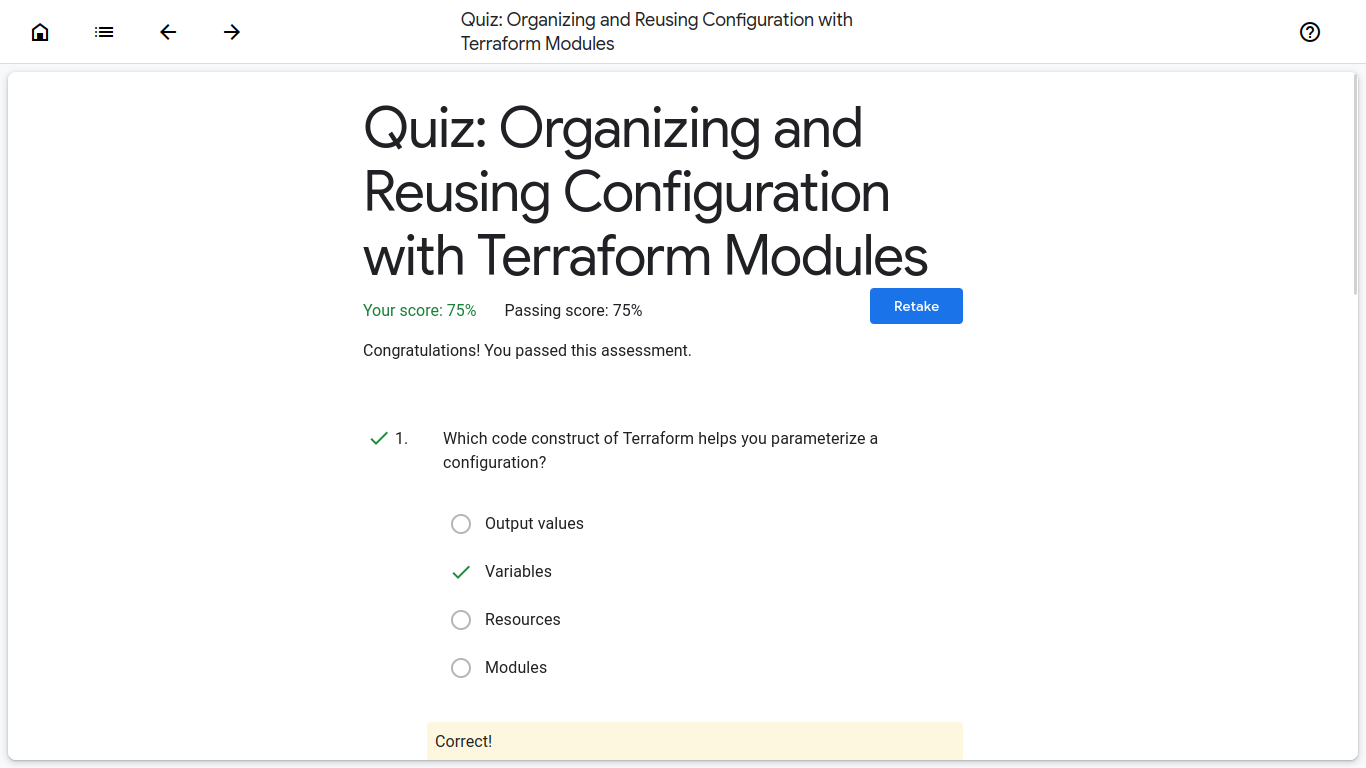 Quiz: Organizing and Reusing Configuration with
Terraform Modules
Quiz: Organizing and
Reusing Configuration
with Terraform Modules
Your score: 75% Passing score: 75%
Retake
Congratulations! You passed this assessment.
1. Which code construct of Terraform helps you parameterize a
configuration?
Output values
Variables
Resources
Modules
Correct!